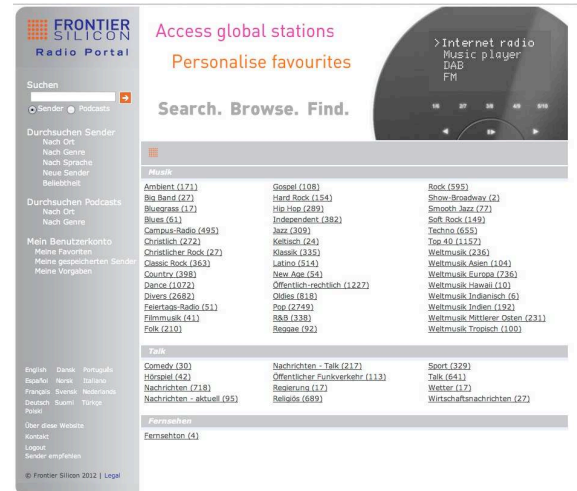 FRONTIER
SILICON
Radio Portal
Suchen
Sender Podcasts
Durchsuchen Sender
Nach Ort
Nach Genre
Nach Sprache
Neue Sender
Beliebtheit
Durchsuchen Podcasts
Nach Ort
Nach Genre
Mein Benutzerkonto
Meine Favoriten
Meine gespeicherten Sender
Meine Vorgaben
English Dansk Português
Español Norsk Italiano
Français Svensk Nederlands
Deutsch Suomi Türkçe
Polski
Über diese Website
Kontakt
Logout
Sender empfehlen
© Frontier Silicon 2012 | Legal
Access global stations
Personalise favourites
Search. Browse. Find.
>Internet radio
Music player
DAB
FM
1/6 2/7 3/8 4/9 5/10
Musik
Ambient (171)
Big Band (27)
Bluegrass (17)
Blues (61)
Campus-Radio (495)
Christlich (272)
Christlicher Rock (27)
Classic Rock (363)
Country (398)
Dance (1072)
Divers (2682)
Feiertags-Radio (51)
Filmmusik (41)
Folk (210)
Gospel (108)
Hard Rock (154)
Hip Hop (289)
Independent (382)
Jazz (309)
Keltisch (24)
Klassik (335)
Latino (514)
New Age (54)
Öffentlich-rechtlich (1227)
Oldies (818)
Pop (2749)
R&B (338)
Reggae (92)
Rock (595)
Show-Broadway (2)
Smooth Jazz (77)
Soft Rock (149)
Techno (655)
Top 40 (1157)
Weltmusik (236)
Weltmusik Asien (104)
Weltmusik Europa (736)
Weltmusik Hawaii (10)
Weltmusik Indianisch (6)
Weltmusik Indien (192)
Weltmusik Mittlerer Osten (231)
Weltmusik Tropisch (100)
Talk
Comedy (30)
Hörspiel (42)
Nachrichten (718)
Nachrichten - aktuell (95)
Nachrichten - Talk (217)
Öffentlicher Funkverkehr (113)
Regierung (17)
Religiös (689)
Sport (329)
Talk (641)
Wetter (17)
Wirtschaftsnachrichten (27)
Fernsehen
Fernsehton (4)